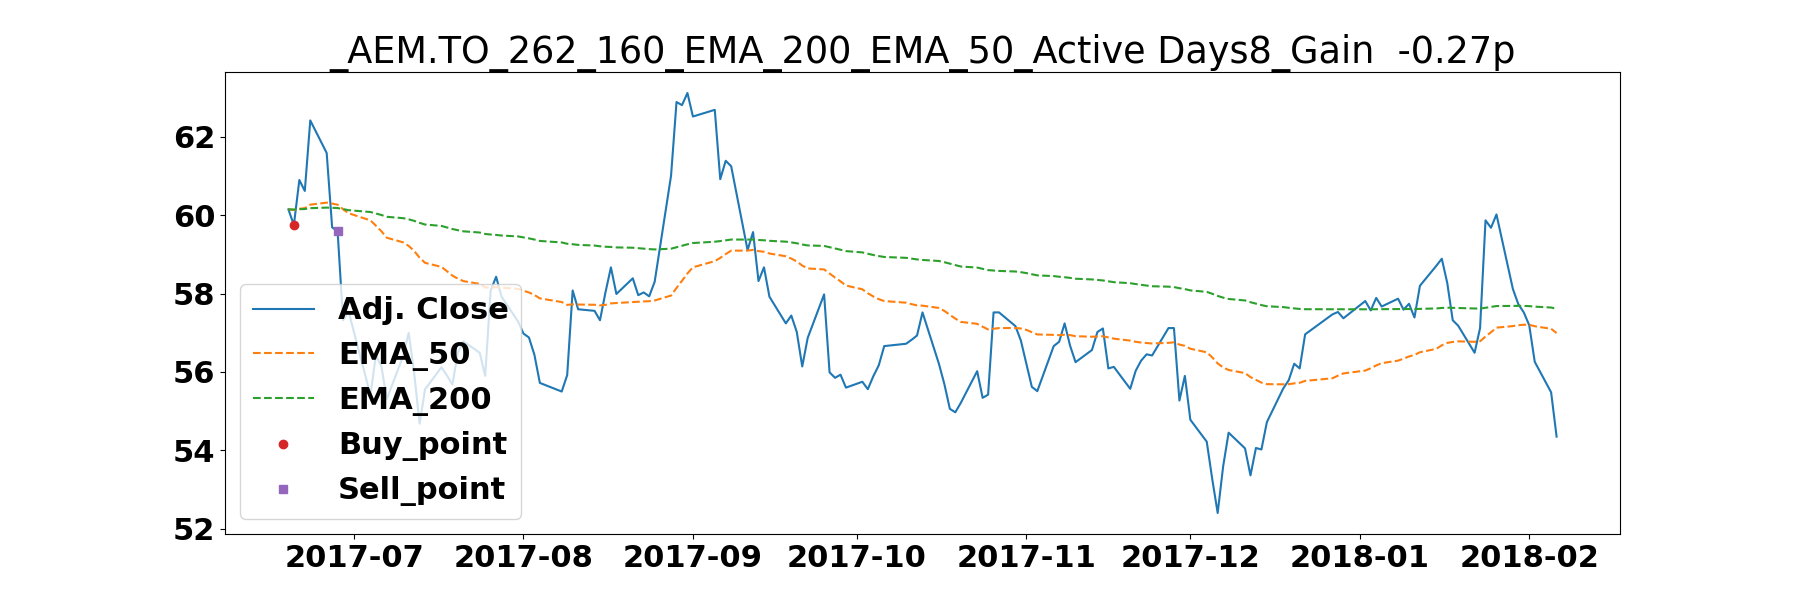 _AEM.TO_262_160_EMA_200_EMA_50_Active Days8_Gain  -0.27p
62
60
58
56
54
52
Adj. Close
EMA_50
EMA_200
Buy_point
Sell_point
2017-07 2017-08 2017-09 2017-10 2017-11 2017-12 2018-01 2018-02